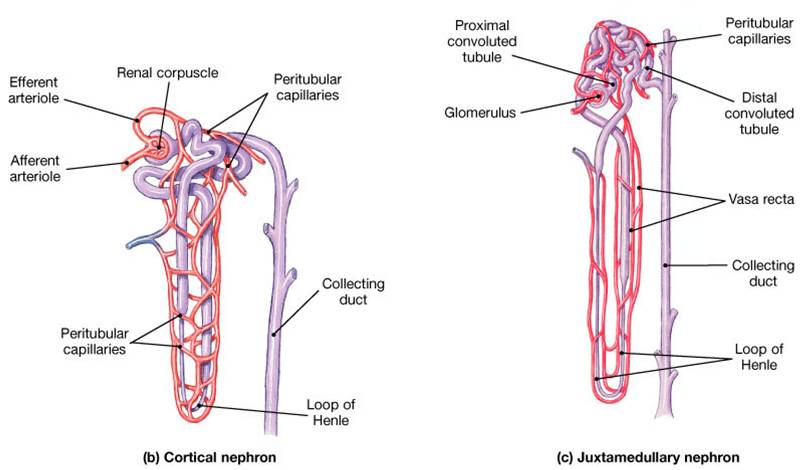 Efferent
arteriole
Renal corpuscle
Peritubular
capillaries
Afferent
arteriole
Peritubular
capillaries
Collecting
duct
Loop of
Henle
(b) Cortical nephron
Proximal
convoluted
tubule
Peritubular
capillaries
Glomerulus
Distal
convoluted
tubule
Vasa recta
Collecting
duct
Loop of
Henle
(c) Juxtamedullary nephron